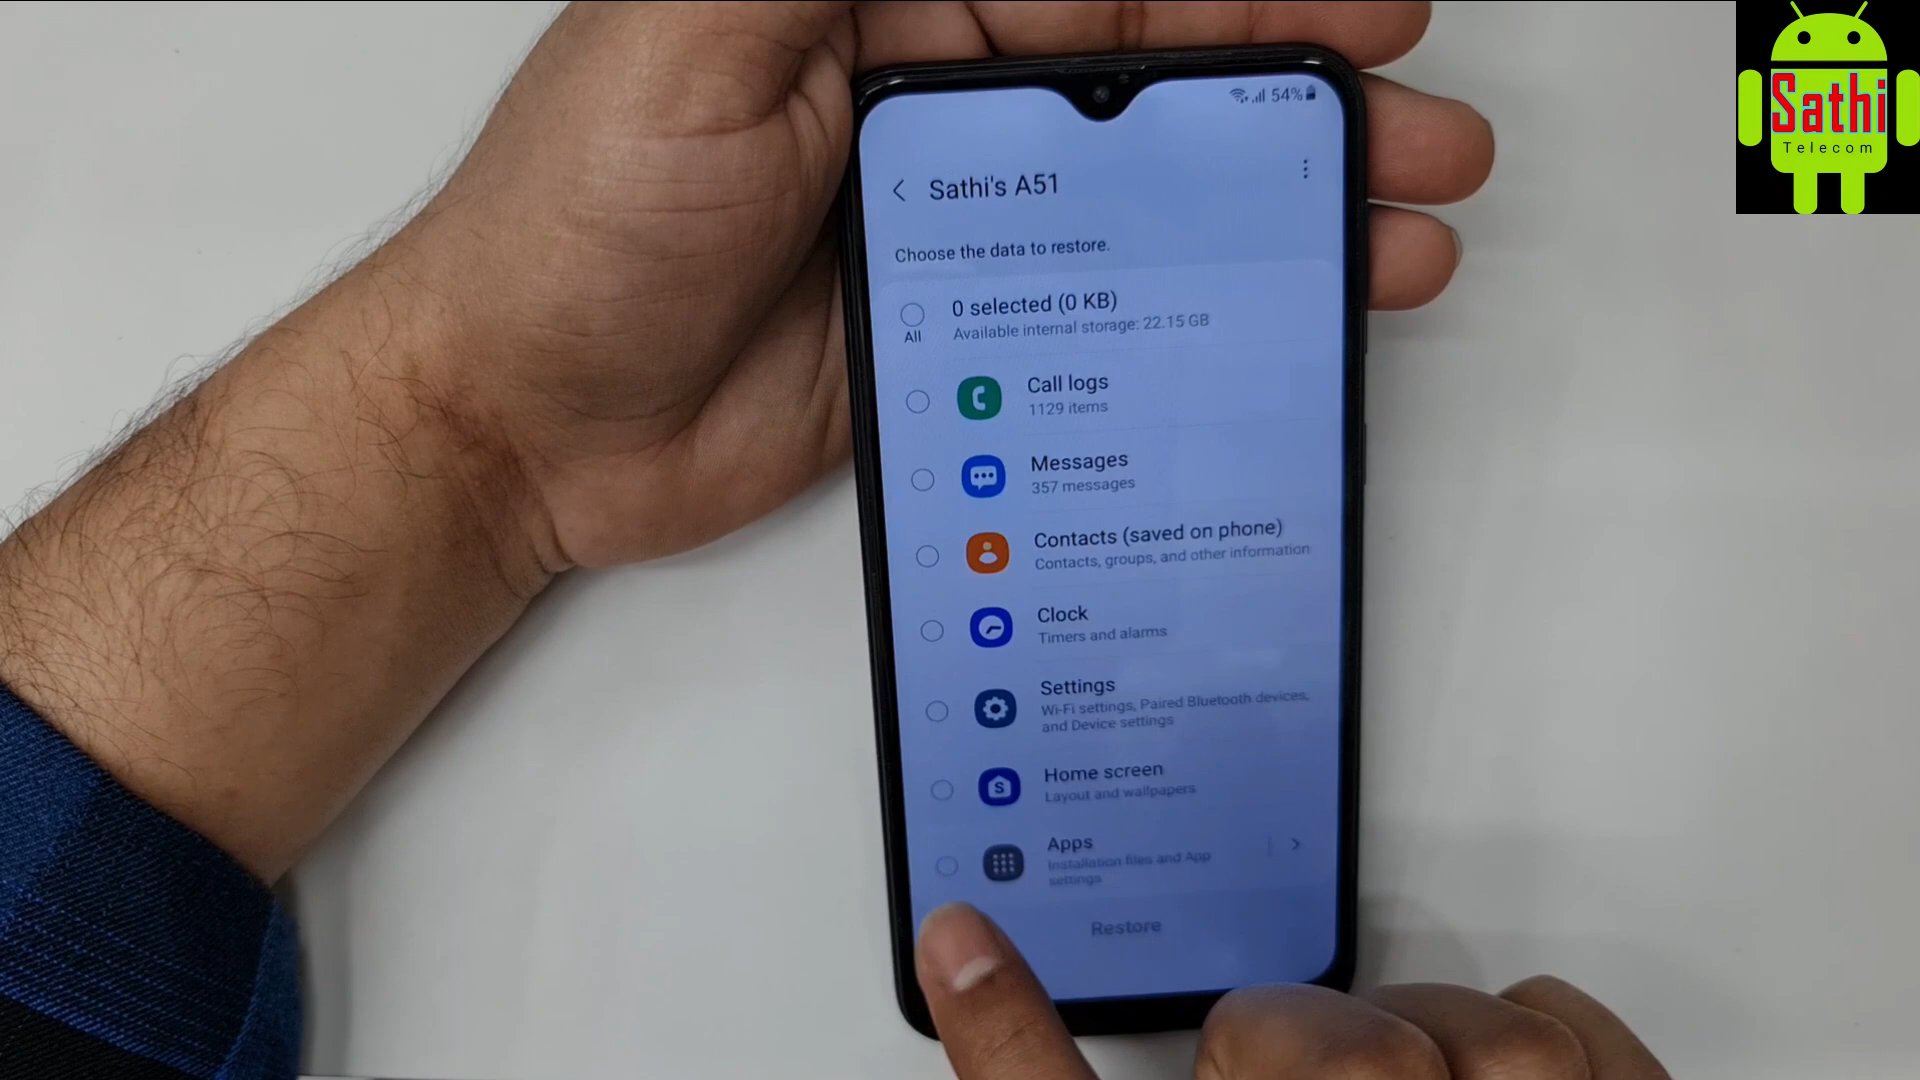 Sathi
Telecom
54%
Sathi's A51
Choose the data to restore.
0 selected (0 KB)
All
Available internal storage: 22.15 GB
Call logs
1129 items
Messages
357 messages
Contacts (saved on phone)
Contacts, groups, and other information
Clock
Timers and alarms
Settings
Wi-Fi settings, Paired Bluetooth devices,
and Device settings
Home screen
Layout and wallpapers
Apps
Installation files and App
settings
Restore